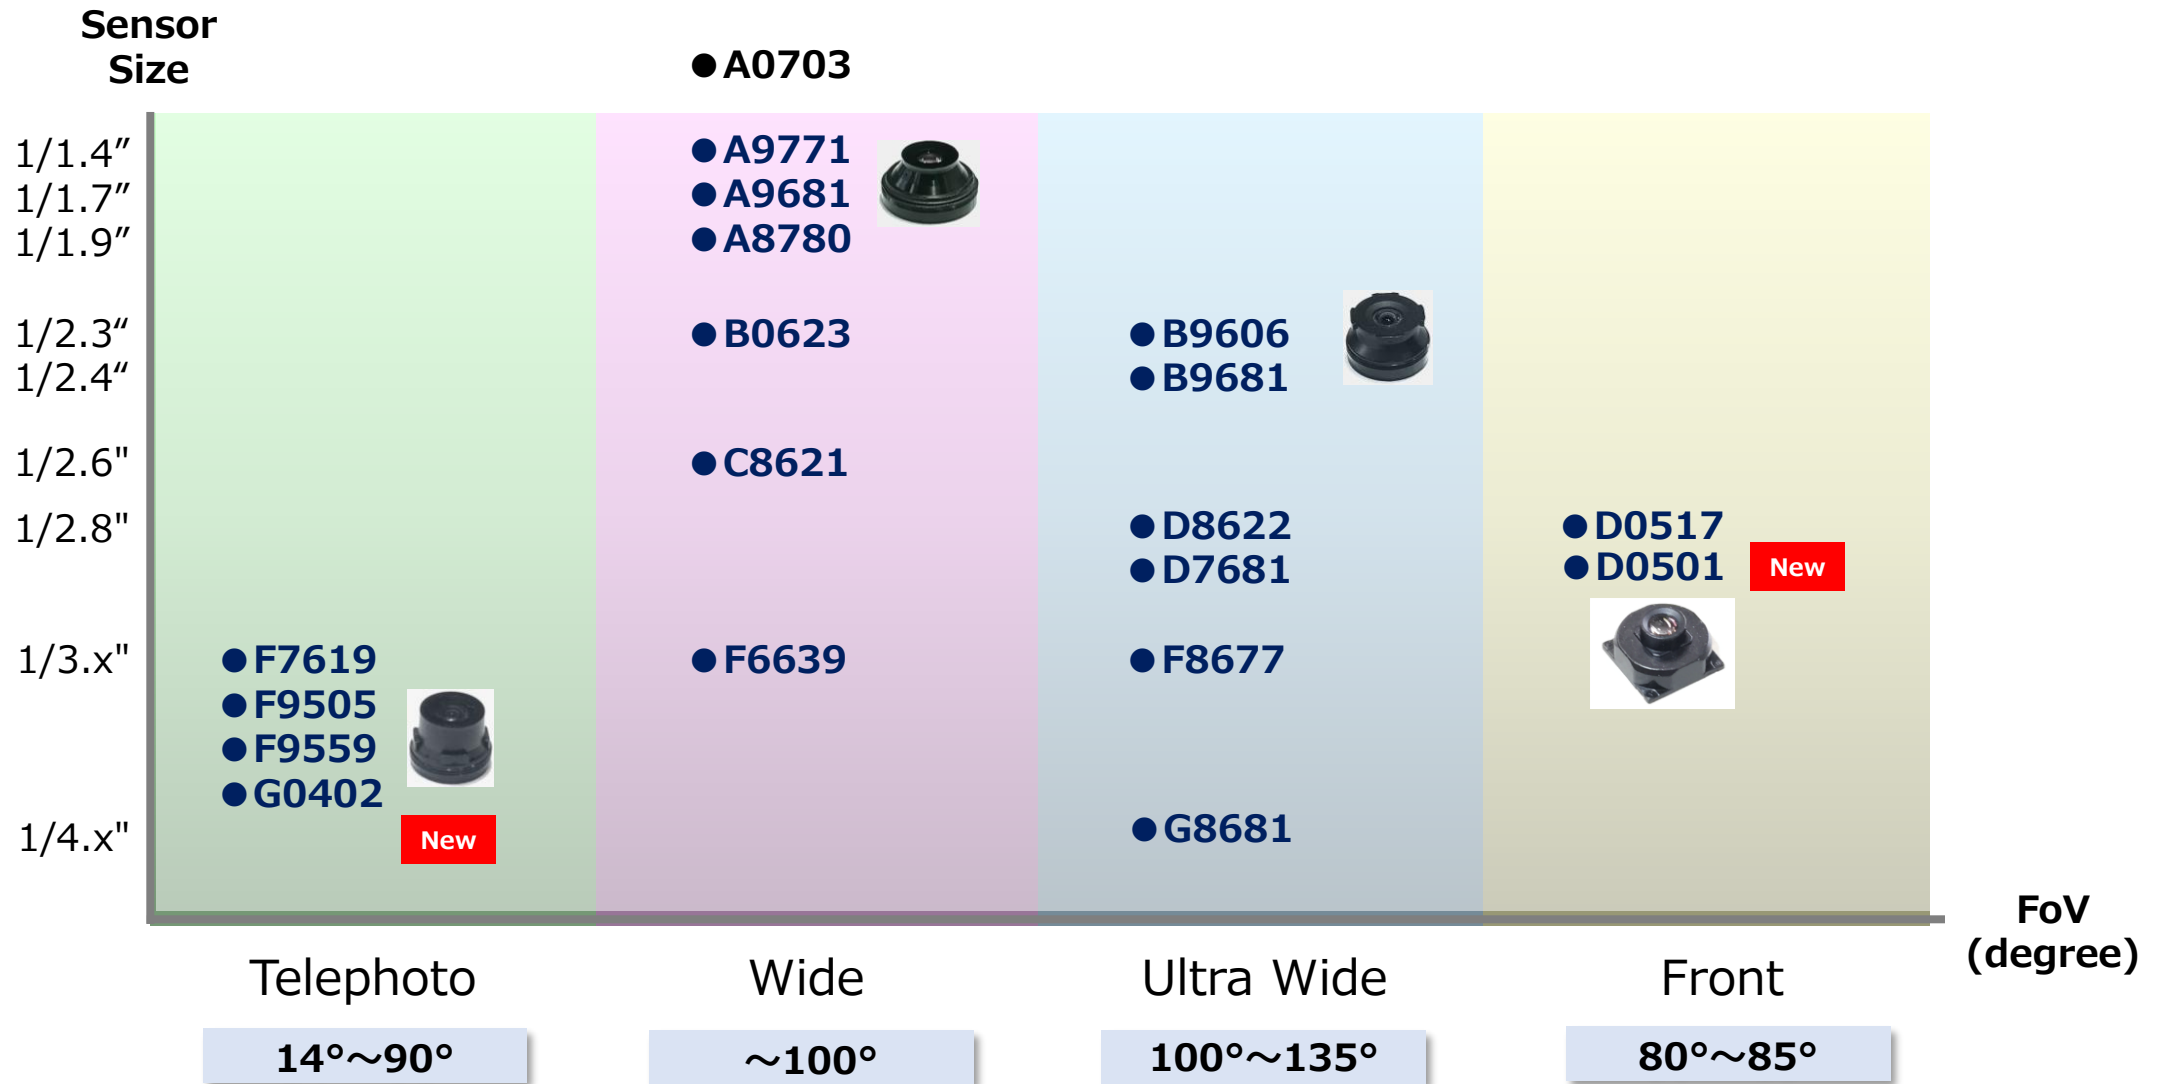 Sensor
Size
●A0703
1/1.4″
●A9771
1/1.7″
●A9681
1/1.9″
●A8780
1/2.3“
●B0623
●B9606
1/2.4“
●B9681
1/2.6"
●C8621
1/2.8"
●D8622
●D0517
●D7681
●D0501
New
1/3.x"
●F7619
●F6639
●F8677
●F9505
●F9559
●G0402
1/4.x"
New
●G8681
FoV
(degree)
Telephoto
Wide
Ultra Wide
Front
14°～90°
～100°
100°～135°
80°～85°